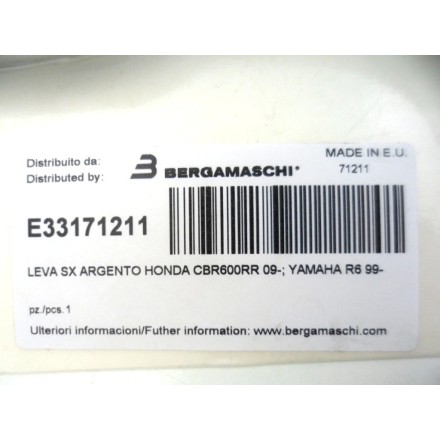 Distribuito da:
Distributed by:
BERGAMASCHI
MADE IN E.U.
71211
E33171211
LEVA SX ARGENTO HONDA CBR600RR 09-; YAMAHA R6 99-
pz./pcs. 1
Ulteriori informacioni/Futher information: www.bergamaschi.com